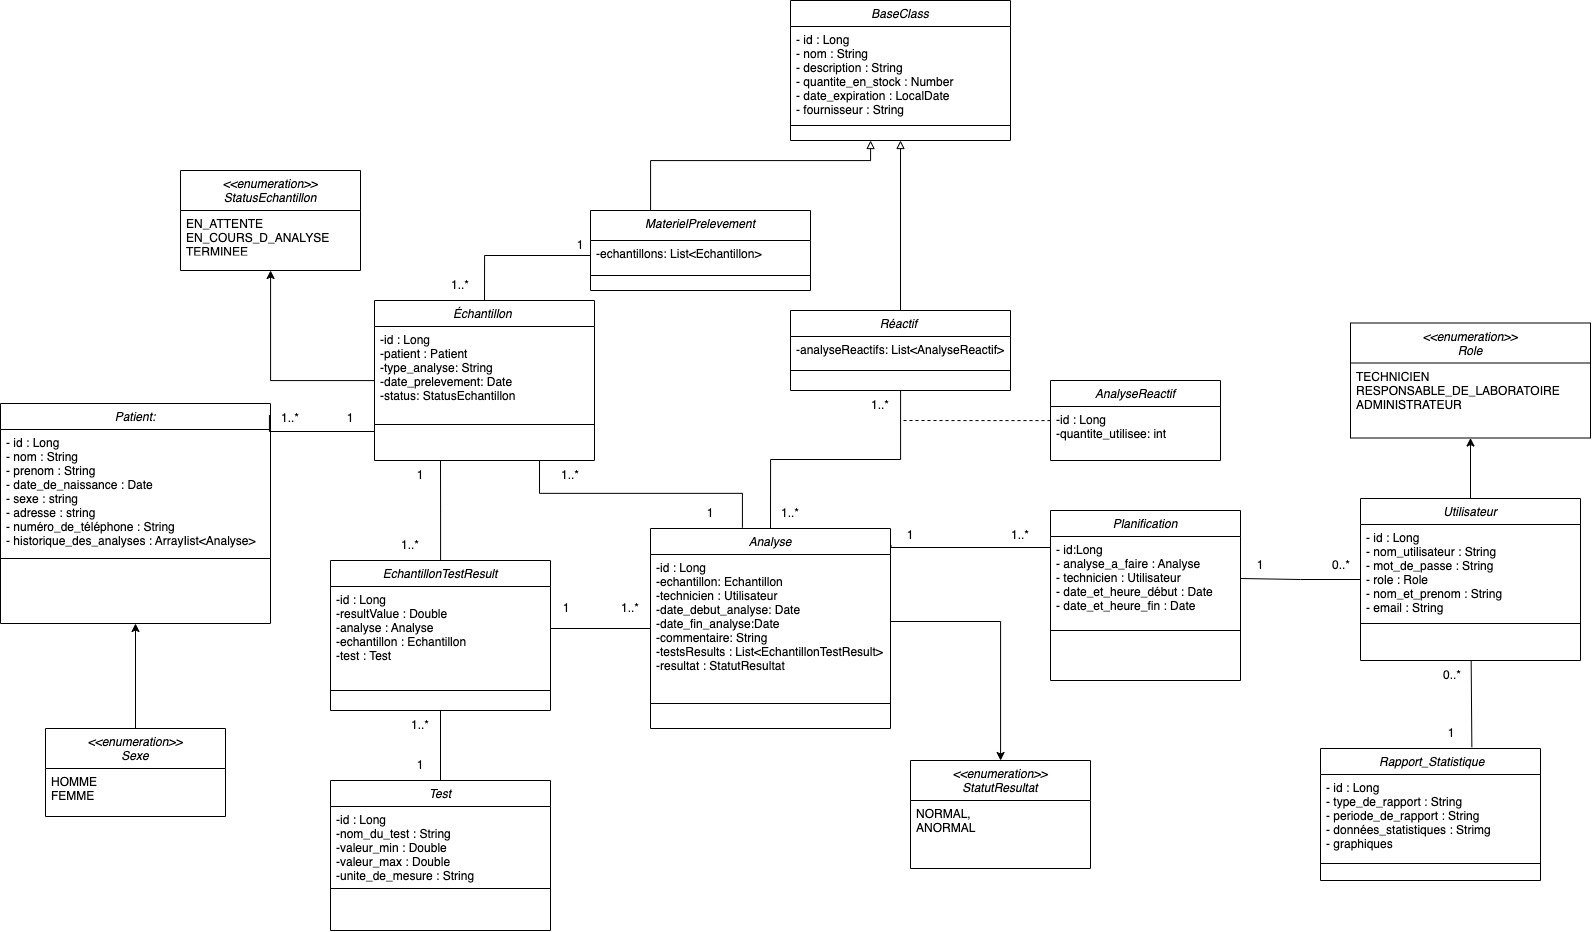 BaseClass
- id : Long
- nom : String
- description : String
- quantite_en_stock : Number
- date_expiration : LocalDate
- fournisseur : String
<<enumeration>>
StatusEchantillon
EN_ATTENTE
EN_COURS_D_ANALYSE
TERMINEE
MaterielPrelevement
-echantillons: List<Echantillon>
1
1..*
Échantillon
-id : Long
-patient : Patient
-type_analyse: String
-date_prelevement: Date
-status: StatusEchantillon
Réactif
-analyseReactifs: List<AnalyseReactif>
1..*
AnalyseReactif
-id : Long
-quantite_utilisee: int
<<enumeration>>
Role
TECHNICIEN
RESPONSABLE_DE_LABORATOIRE
ADMINISTRATEUR
Patient:
- id : Long
- nom : String
- prenom : String
- date_de_naissance : Date
- sexe : string
- adresse : string
- numéro_de_téléphone : String
- historique_des_analyses : Arraylist<Analyse>
1..*
1
1
1..*
1..*
1
1..*
EchantillonTestResult
-id : Long
-resultValue : Double
-analyse : Analyse
-echantillon : Echantillon
-test : Test
1
1..*
Analyse
-id : Long
-echantillon: Echantillon
-technicien : Utilisateur
-date_debut_analyse: Date
-date_fin_analyse:Date
-commentaire: String
-testsResults : List<EchantillonTestResult>
-resultat : StatutResultat
1
1..*
Planification
- id:Long
- analyse_a_faire : Analyse
- technicien : Utilisateur
- date_et_heure_début : Date
- date_et_heure_fin : Date
1
0..*
Utilisateur
- id : Long
- nom_utilisateur : String
- mot_de_passe : String
- role : Role
- nom_et_prenom : String
- email : String
0..*
1
<<enumeration>>
Sexe
HOMME
FEMME
1..*
1
Test
-id : Long
-nom_du_test : String
-valeur_min : Double
-valeur_max : Double
-unite_de_mesure : String
<<enumeration>>
StatutResultat
NORMAL,
ANORMAL
Rapport_Statistique
- id : Long
- type_de_rapport : String
- periode_de_rapport : String
- données_statistiques : Strimg
- graphiques